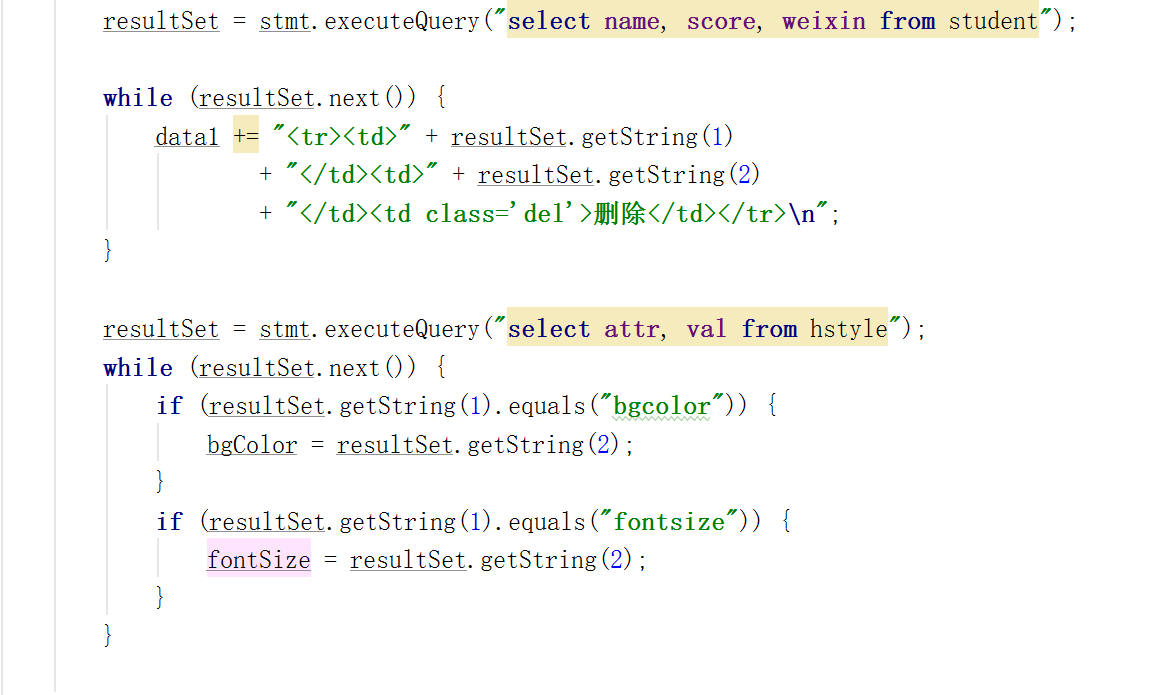 resultSet = stmt.executeQuery("select name, score, weixin from student");
while (resultSet.next()) {
data1 += "<tr><td>" + resultSet.getString(1)
+ "</td><td>" + resultSet.getString(2)
+ "</td><td class='del'>删除</td></tr>\n";
}
resultSet = stmt.executeQuery("select attr, val from hstyle");
while (resultSet.next()) {
if (resultSet.getString(1).equals("bgcolor")) {
bgColor = resultSet.getString(2);
}
if (resultSet.getString(1).equals("fontsize")) {
fontSize = resultSet.getString(2);
}
}